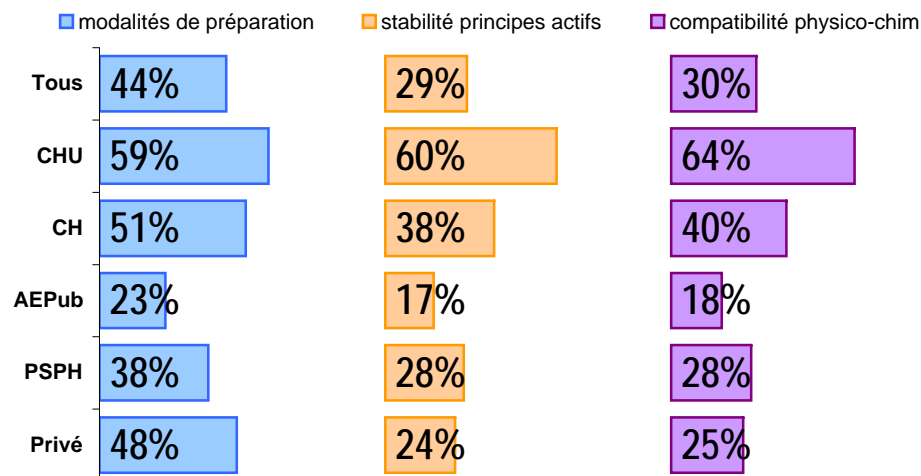 modalités de préparation stabilité principes actifs compatibilité physico-chim
Tous 44% 29% 30%
CHU 59% 60% 64%
CH 51% 38% 40%
AEPub 23% 17% 18%
PSPH 38% 28% 28%
Privé 48% 24% 25%